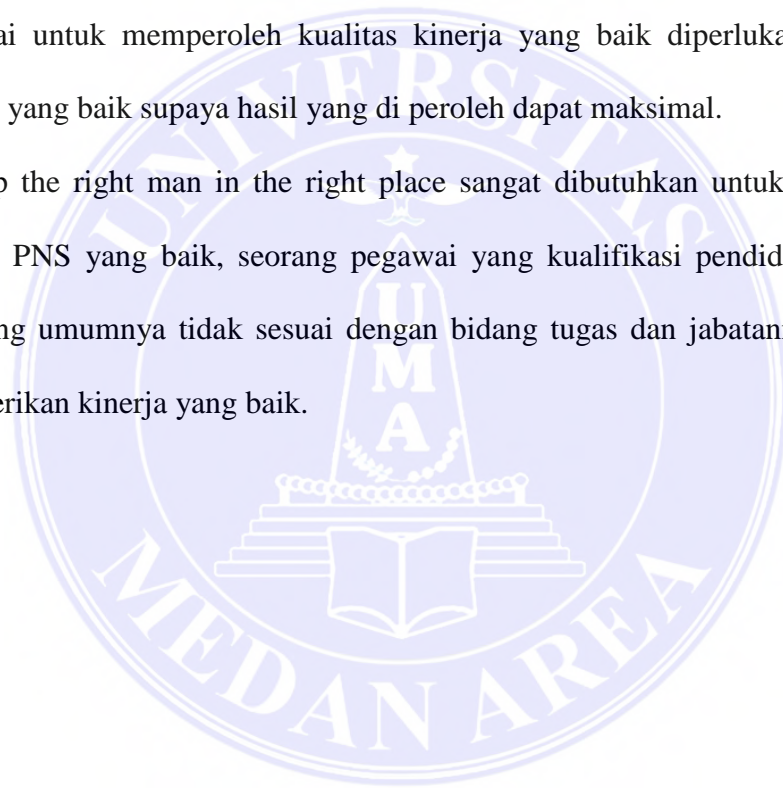 ai untuk memperoleh kualitas kinerja yang baik diperluka
yang baik supaya hasil yang di peroleh dapat maksimal.
p the right man in the right place sangat dibutuhkan untuk
PNS yang baik, seorang pegawai yang kualifikasi pendid
ng umumnya tidak sesuai dengan bidang tugas dan jabatan
erikan kinerja yang baik.
UNIVERSITAS
UMA
MEDAN AREA